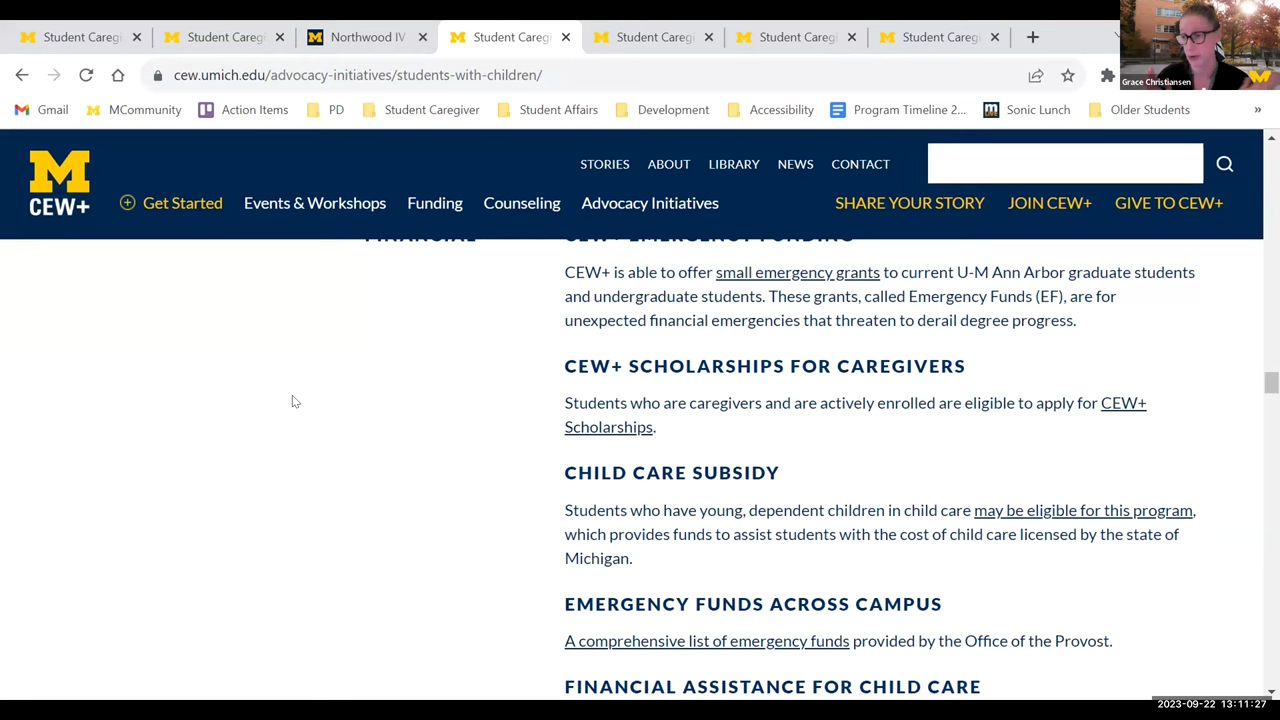 Student Caregi
Student Caregi
Northwood IV
Student Caregi
Student Caregi
Student Caregi
Student Caregi
cew.umich.edu/advocacy-initiatives/students-with-children/
Gmail
MCommunity
Action Items
PD
Student Caregiver
Student Affairs
Development
Accessibility
Program Timeline 2...
Sonic Lunch
Older Students
»
Grace Christiansen
M
CEW+
STORIES
ABOUT
LIBRARY
NEWS
CONTACT
Get Started
Events & Workshops
Funding
Counseling
Advocacy Initiatives
SHARE YOUR STORY
JOIN CEW+
GIVE TO CEW+
FINANCIAL
CEW+ EMERGENCY FUNDING
CEW+ is able to offer small emergency grants to current U-M Ann Arbor graduate students
and undergraduate students. These grants, called Emergency Funds (EF), are for
unexpected financial emergencies that threaten to derail degree progress.
CEW+ SCHOLARSHIPS FOR CAREGIVERS
Students who are caregivers and are actively enrolled are eligible to apply for CEW+
Scholarships.
CHILD CARE SUBSIDY
Students who have young, dependent children in child care may be eligible for this program,
which provides funds to assist students with the cost of child care licensed by the state of
Michigan.
EMERGENCY FUNDS ACROSS CAMPUS
A comprehensive list of emergency funds provided by the Office of the Provost.
FINANCIAL ASSISTANCE FOR CHILD CARE
2023-09-22 13:11:27